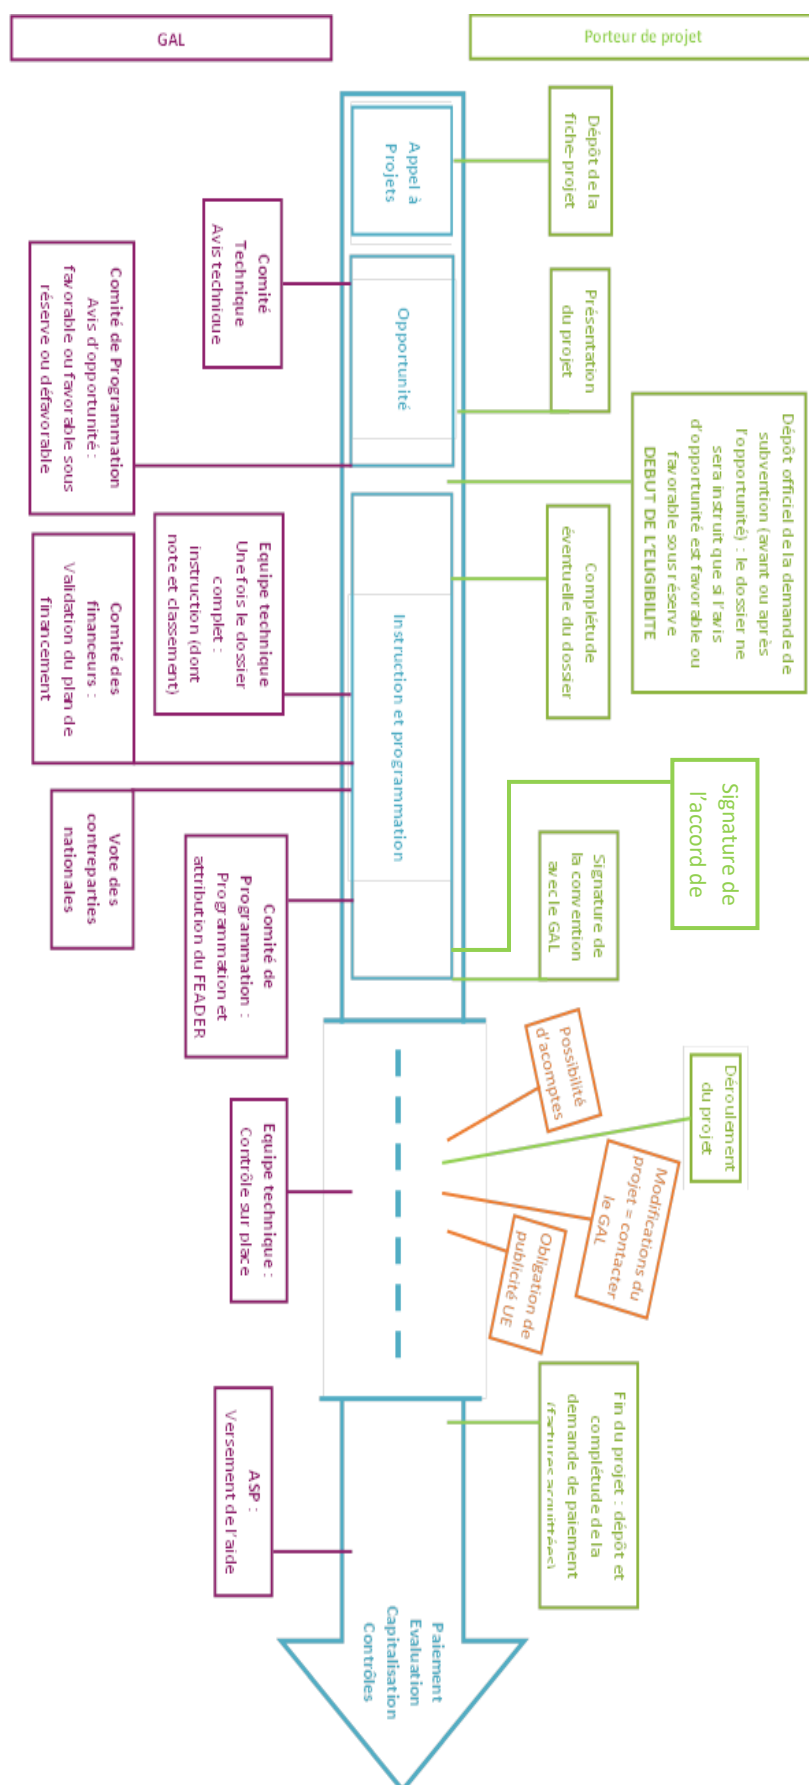 GAL
Porteur de projet
Dépôt de la
fiche-projet
Appel à
Projets
Comité
Technique
Avis technique
Présentation
du projet
Opportunité
Comité de Programmation
Avis d'opportunité :
favorable ou favorable sous
réserve ou défavorable
Dépôt officiel de la demande de
subvention (avant ou après
l'opportunité) : le dossier ne
sera instruit que si l'avis
d'opportunité est favorable ou
favorable sous réserve
DEBUT DE L'ELIGIBILITE
Complétude
éventuelle du dossier
Equipe technique
Une fois le dossier
complet :
instruction (dont
note et classement)
Comité des
financeurs :
Validation du plan de
financement
Instruction et programmation
Signature de
l'accord de
Vote des
contreparties
nationales
Signature de
la convention
avec le GAL
Comité de
Programmation :
Programmation et
attribution du FEADER
Possibilité
d'acomptes
Déroulement
du projet
Modifications du
projet = contacter
le GAL
Obligation de
publicité UE
Equipe technique :
Contrôle sur place
Fin du projet : dépôt et
complétude de la
demande de paiement
(factures acquittées)
ASP :
Versement de l'aide
Paiement
Evaluation
Capitalisation
Contrôles